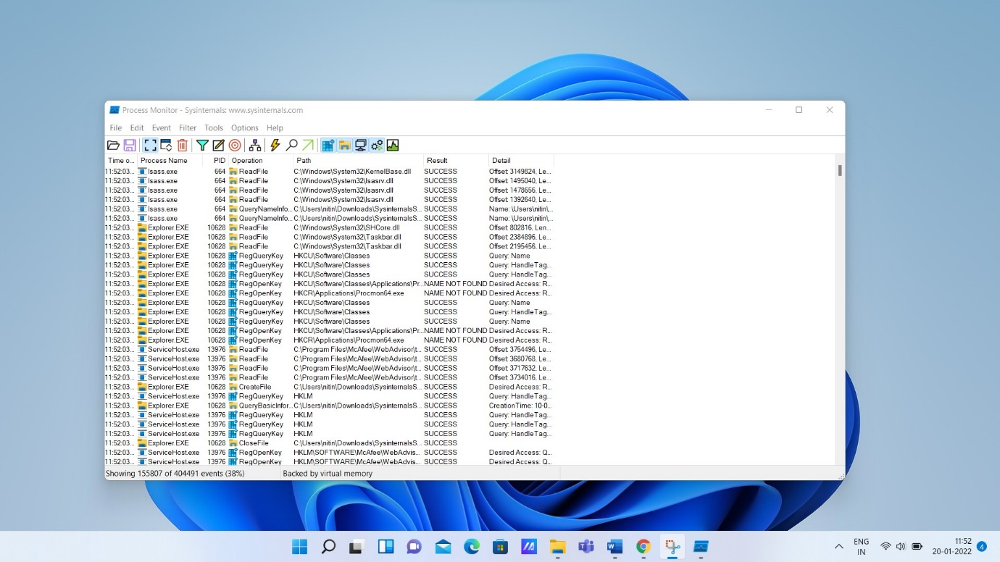 Process Monitor - Sysinternals: www.sysinternals.com
File Edit Event Filter Tools Options Help
Time o... Process Name PID Operation Path Result Detail
11:52:03... lsass.exe 664 ReadFile C:\Windows\System32\KernelBase.dll SUCCESS Offset: 3149824, Le...
11:52:03... lsass.exe 664 ReadFile C:\Windows\System32\lsasrv.dll SUCCESS Offset: 1495040, Le...
11:52:03... lsass.exe 664 ReadFile C:\Windows\System32\lsasrv.dll SUCCESS Offset: 1478656, Le...
11:52:03... lsass.exe 664 ReadFile C:\Windows\System32\lsasrv.dll SUCCESS Offset: 1392640, Le...
11:52:03... lsass.exe 664 QueryNameInfo... C:\Users\nitin\Downloads\SysinternalsS... SUCCESS Name: \Users\nitin\...
11:52:03... lsass.exe 664 QueryNameInfo... C:\Users\nitin\Downloads\SysinternalsS... SUCCESS Name: \Users\nitin\...
11:52:03... Explorer.EXE 10628 ReadFile C:\Windows\System32\SHCore.dll SUCCESS Offset: 802816, Len...
11:52:03... Explorer.EXE 10628 ReadFile C:\Windows\System32\Taskbar.dll SUCCESS Offset: 2384896, Le...
11:52:03... Explorer.EXE 10628 ReadFile C:\Windows\System32\Taskbar.dll SUCCESS Offset: 2195456, Le...
11:52:03... Explorer.EXE 10628 RegQueryKey HKCU\Software\Classes SUCCESS Query: Name
11:52:03... Explorer.EXE 10628 RegQueryKey HKCU\Software\Classes SUCCESS Query: HandleTag...
11:52:03... Explorer.EXE 10628 RegQueryKey HKCU\Software\Classes SUCCESS Query: HandleTag...
11:52:03... Explorer.EXE 10628 RegOpenKey HKCU\Software\Classes\Applications\Pr... NAME NOT FOUND Desired Access: R...
11:52:03... Explorer.EXE 10628 RegOpenKey HKCR\Applications\Procmon64.exe NAME NOT FOUND Desired Access: R...
11:52:03... Explorer.EXE 10628 RegQueryKey HKCU\Software\Classes SUCCESS Query: Name
11:52:03... Explorer.EXE 10628 RegQueryKey HKCU\Software\Classes SUCCESS Query: HandleTag...
11:52:03... Explorer.EXE 10628 RegQueryKey HKCU\Software\Classes SUCCESS Query: Name
11:52:03... Explorer.EXE 10628 RegOpenKey HKCU\Software\Classes\Applications\Pr... NAME NOT FOUND Desired Access: R...
11:52:03... Explorer.EXE 10628 RegOpenKey HKCR\Applications\Procmon64.exe NAME NOT FOUND Desired Access: R...
11:52:03... ServiceHost.exe 13976 ReadFile C:\Program Files\McAfee\WebAdvisor\t... SUCCESS Offset: 3754496, Le...
11:52:03... ServiceHost.exe 13976 ReadFile C:\Program Files\McAfee\WebAdvisor\t... SUCCESS Offset: 3680768, Le...
11:52:03... ServiceHost.exe 13976 ReadFile C:\Program Files\McAfee\WebAdvisor\t... SUCCESS Offset: 3717632, Le...
11:52:03... ServiceHost.exe 13976 ReadFile C:\Program Files\McAfee\WebAdvisor\t... SUCCESS Offset: 3734016, Le...
11:52:03... Explorer.EXE 10628 CreateFile C:\Users\nitin\Downloads\SysinternalsS... SUCCESS Desired Access: R...
11:52:03... ServiceHost.exe 13976 RegQueryKey HKLM SUCCESS Query: HandleTag...
11:52:03... Explorer.EXE 10628 QueryBasicInfor... C:\Users\nitin\Downloads\SysinternalsS... SUCCESS CreationTime: 10-0...
11:52:03... ServiceHost.exe 13976 RegQueryKey HKLM SUCCESS Query: HandleTag...
11:52:03... ServiceHost.exe 13976 RegQueryKey HKLM SUCCESS Query: HandleTag...
11:52:03... ServiceHost.exe 13976 RegQueryKey HKLM SUCCESS Query: HandleTag...
11:52:03... Explorer.EXE 10628 CloseFile C:\Users\nitin\Downloads\SysinternalsS... SUCCESS
11:52:03... ServiceHost.exe 13976 RegOpenKey HKLM\SOFTWARE\McAfee\WebAdvis... SUCCESS Desired Access: Q...
11:52:03... ServiceHost.exe 13976 RegOpenKey HKLM\SOFTWARE\McAfee\WebAdvis... SUCCESS Desired Access: R...
Showing 155807 of 404491 events (38%) Backed by virtual memory
ENG 11:52
IN 20-01-2022 4